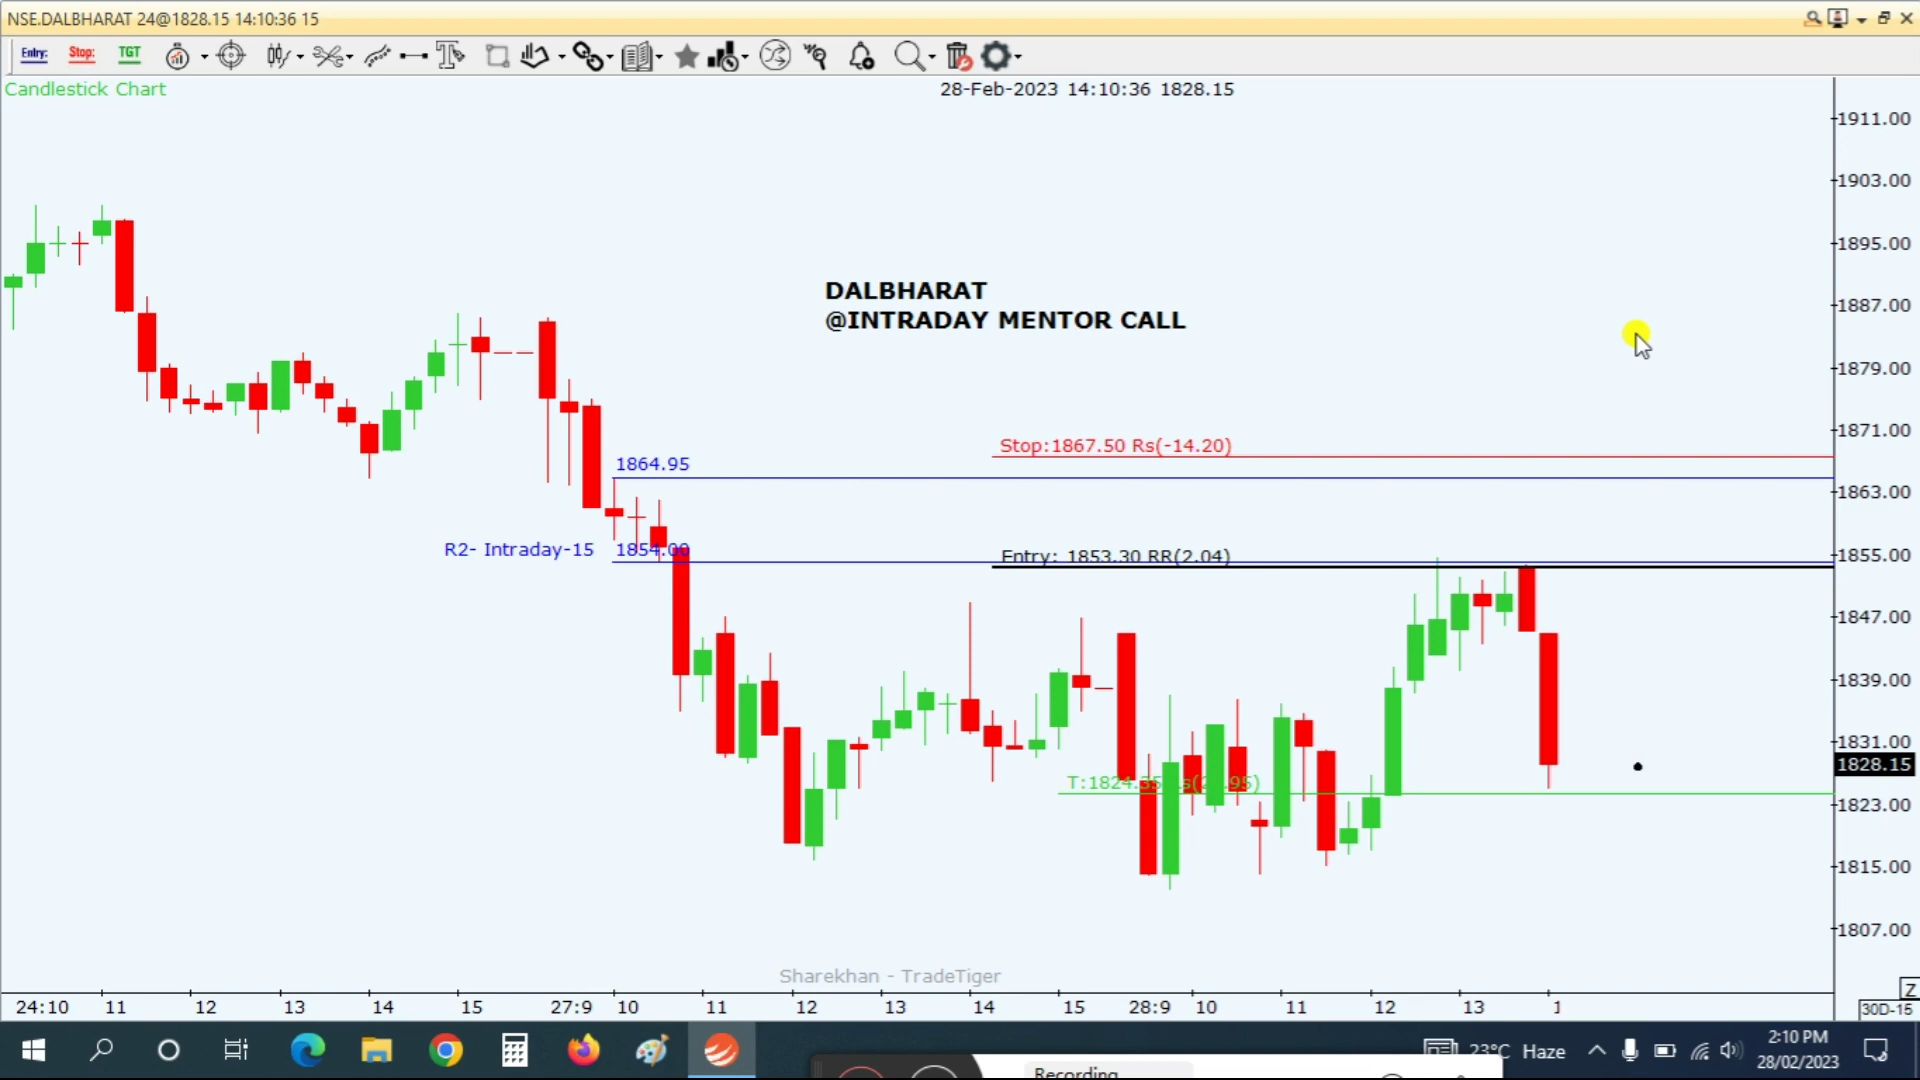 NSE.DALBHARAT 24@1828.15 14:10:36 15
Entry: Stop: TGT
Candlestick Chart
28-Feb-2023 14:10:36 1828.15
1911.00
1903.00
1895.00
DALBHARAT
1887.00
@INTRADAY MENTOR CALL
1879.00
1871.00
Stop:1867.50 Rs(-14.20)
1864.95
1863.00
R2- Intraday-15 1854.00
Entry: 1853.30 RR(2.04)
1855.00
1847.00
1839.00
1831.00
1828.15
1823.00
1815.00
1807.00
Sharekhan - TradeTiger
Z
24:10 11 12 13 14 15 27:9 10 11 12 13 14 15 28:9 10 11 12 13 1
30D-15
23°C Haze
2:10 PM
28/02/2023
Recording